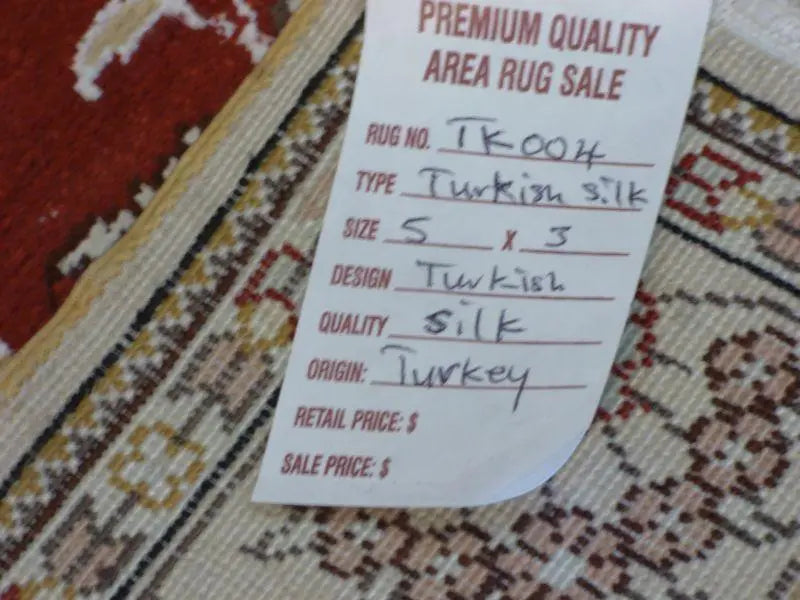 PREMIUM QUALITY
AREA RUG SALE
RUG NO. TK004
TYPE Turkish silk
SIZE 5 X 3
DESIGN Turkish
QUALITY silk
ORIGIN: Turkey
RETAIL PRICE: $
SALE PRICE: $